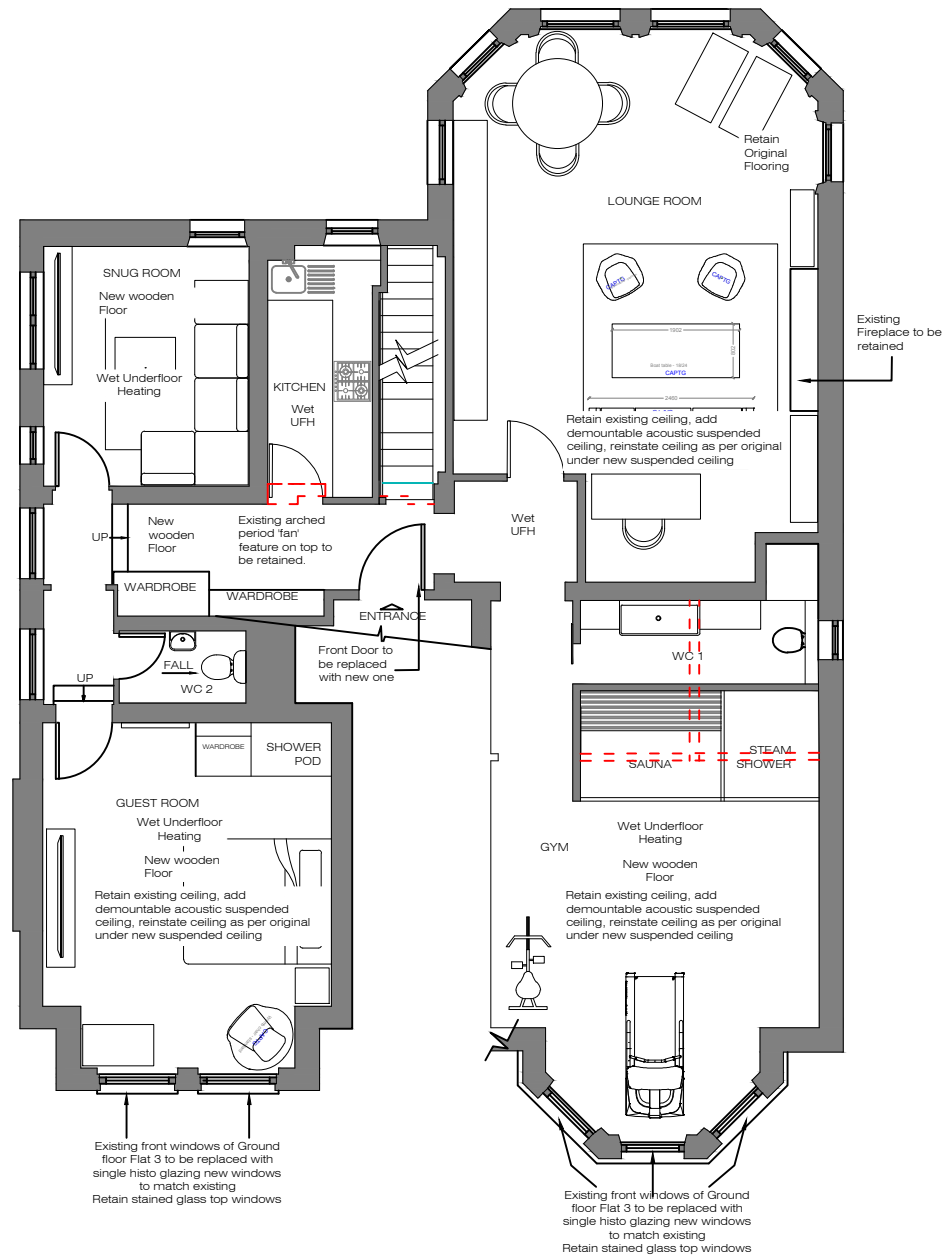 Retain
Original
Flooring
LOUNGE ROOM
SNUG ROOM
New wooden
Floor
Wet Underfloor
Heating
KITCHEN
Wet
UFH
CAPTG
CAPTG
1902
802
CAPTG
2460
Existing
Fireplace to be
retained
Retain existing ceiling, add
demountable acoustic suspended
ceiling, reinstate ceiling as per original
under new suspended ceiling
UP
New
wooden
Floor
Existing arched
period 'fan'
feature on top to
be retained.
Wet
UFH
WARDROBE
WARDROBE
ENTRANCE
Front Door to
be replaced
with new one
WC 1
FALL
WC 2
UP
WARDROBE
SHOWER
POD
SAUNA
STEAM
SHOWER
GUEST ROOM
Wet Underfloor
Heating
New wooden
Floor
Retain existing ceiling, add
demountable acoustic suspended
ceiling, reinstate ceiling as per original
under new suspended ceiling
GYM
Wet Underfloor
Heating
New wooden
Floor
Retain existing ceiling, add
demountable acoustic suspended
ceiling, reinstate ceiling as per original
under new suspended ceiling
Existing front windows of Ground
floor Flat 3 to be replaced with
single histo glazing new windows
to match existing
Retain stained glass top windows
Existing front windows of Ground
floor Flat 3 to be replaced with
single histo glazing new windows
to match existing
Retain stained glass top windows